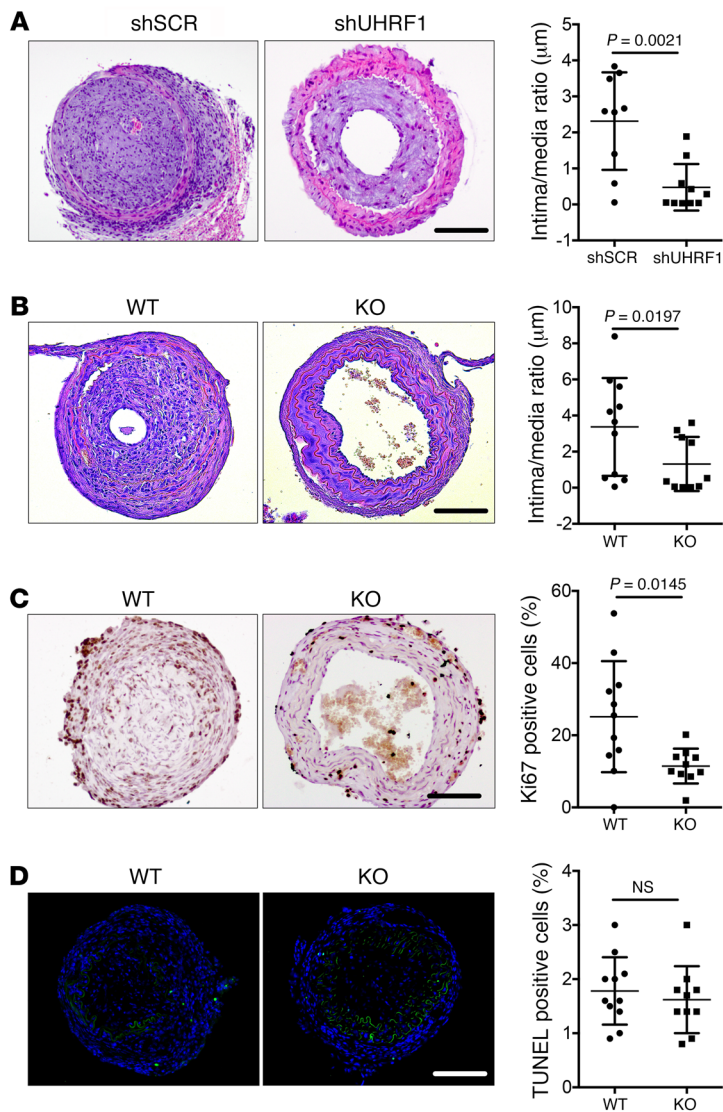 A
shSCR
shUHRF1
Intima/media ratio (μm)
5
4
3
2
1
0
-1
P = 0.0021
shSCR
shUHRF1
B
WT
KO
Intima/media ratio (μm)
10
8
6
4
2
0
-2
P = 0.0197
WT
KO
C
WT
KO
Ki67 positive cells (%)
60
40
20
0
P = 0.0145
WT
KO
D
WT
KO
TUNEL positive cells (%)
4
3
2
1
0
NS
WT
KO